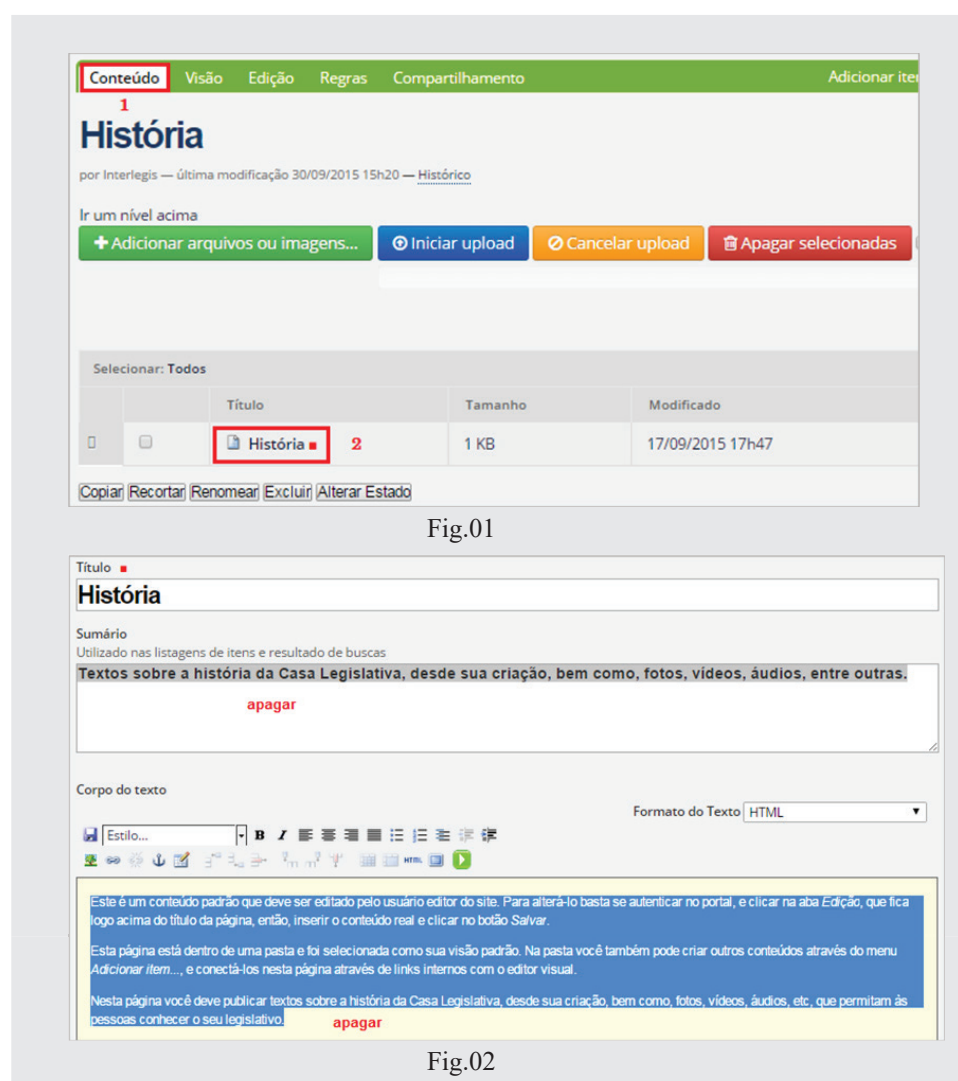 Conteúdo Visão Edição Regras Compartilhamento Adicionar ite
1
História
por Interlegis — última modificação 30/09/2015 15h20 — Histórico
Ir um nível acima
Adicionar arquivos ou imagens... Iniciar upload Cancelar upload Apagar selecionadas
Selecionar: Todos
Título Tamanho Modificado
História 2 1 KB 17/09/2015 17h47
Copiar Recortar Renomear Excluir Alterar Estado
Fig.01
Título
História
Sumário
Utilizado nas listagens de itens e resultado de buscas
Textos sobre a história da Casa Legislativa, desde sua criação, bem como, fotos, vídeos, áudios, entre outras.
apagar
Corpo do texto
Formato do Texto HTML
Estilo... B I
HTML
Este é um conteúdo padrão que deve ser editado pelo usuário editor do site. Para alterá-lo basta se autenticar no portal, e clicar na aba Edição, que fica
logo acima do título da página, então, inserir o conteúdo real e clicar no botão Salvar.
Esta página está dentro de uma pasta e foi selecionada como sua visão padrão. Na pasta você também pode criar outros conteúdos através do menu
Adicionar item..., e conectá-los nesta página através de links internos com o editor visual.
Nesta página você deve publicar textos sobre a história da Casa Legislativa, desde sua criação, bem como, fotos, vídeos, áudios, etc, que permitam às
pessoas conhecer o seu legislativo.
apagar
Fig.02